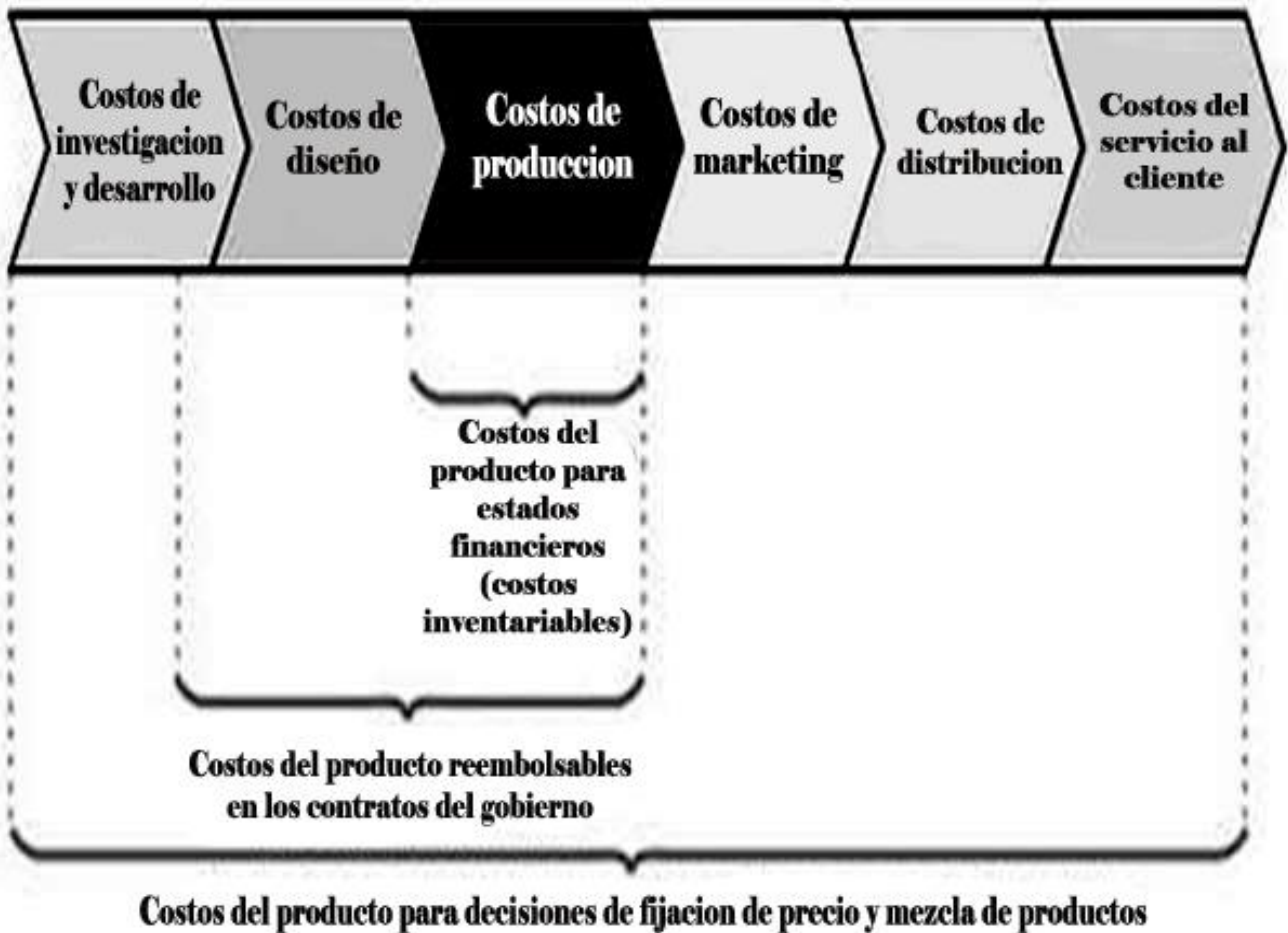 Costos de
investigacion
y desarrollo
Costos de
diseño
Costos de
produccion
Costos de
marketing
Costos de
distribucion
Costos del
servicio al
cliente
Costos del
producto para
estados
financieros
(costos
inventariables)
Costos del producto reembolsables
en los contratos del gobierno
Costos del producto para decisiones de fijacion de precio y mezcla de productos